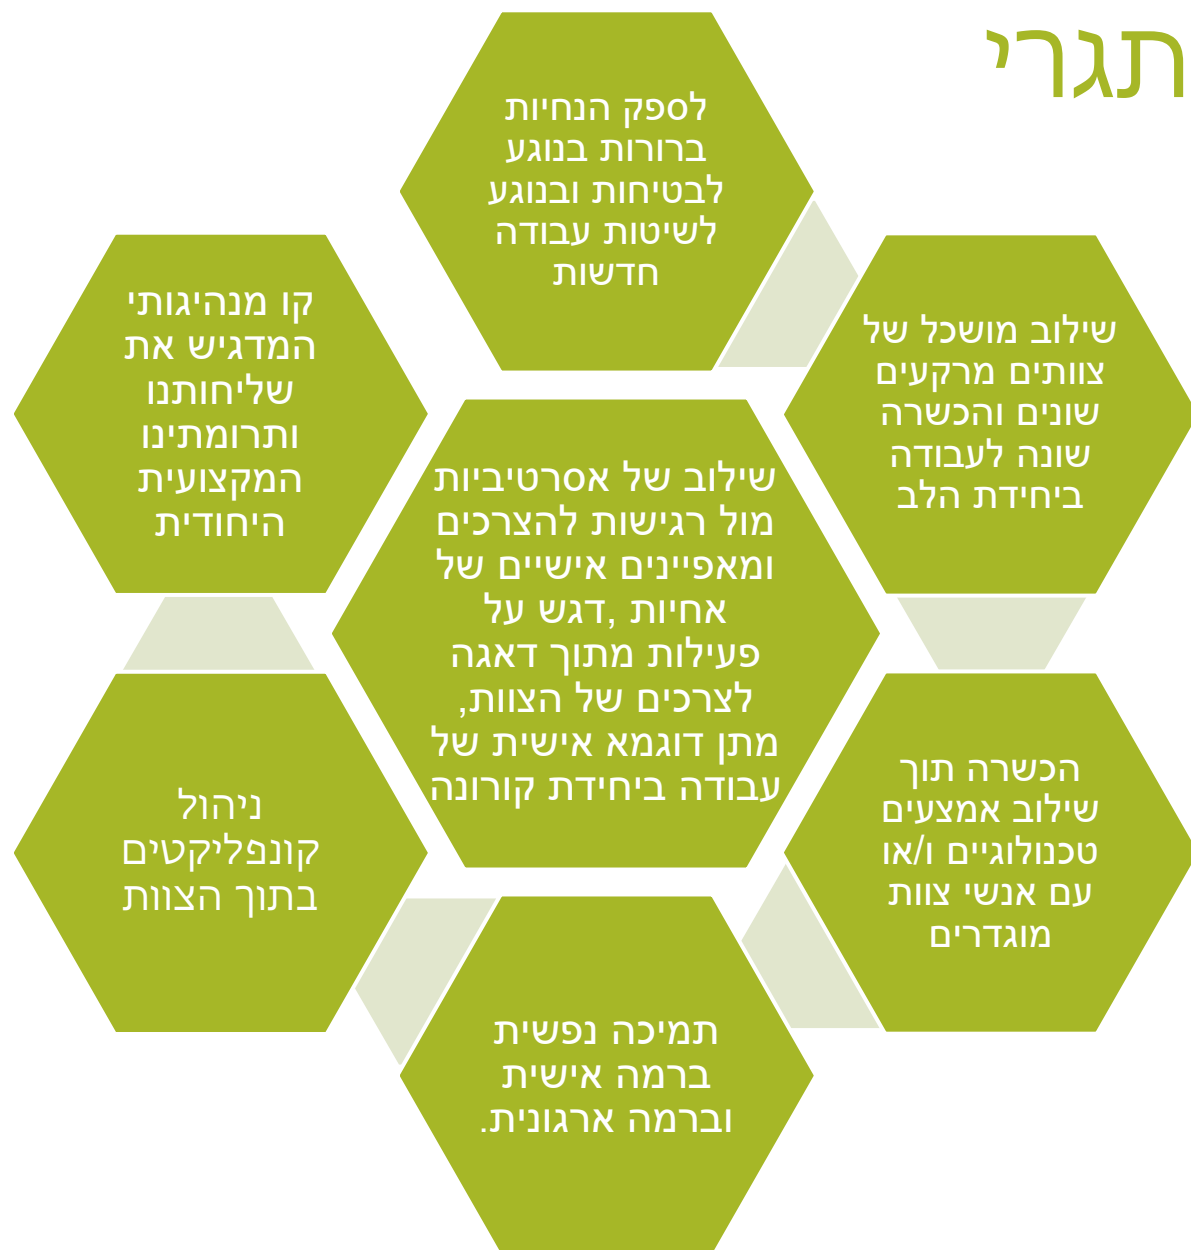 תגרי
לספק הנחיות
ברורות בנוגע
לבטיחות ובנוגע
לשיטות עבודה
חדשות
שילוב מושכל של
צוותים מרקעים
שונים והכשרה
שונה לעבודה
ביחידת הלב
הכשרה תוך
שילוב אמצעים
טכנולוגיים ו/או
עם אנשי צוות
מוגדרים
תמיכה נפשית
ברמה אישית
וברמה ארגונית.
ניהול
קונפליקטים
בתוך הצוות
קו מנהיגותי
המדגיש את
שליחותנו
ותרומתינו
המקצועית
היחודית
שילוב של אסרטיביות
מול רגישות להצרכים
ומאפיינים אישיים של
אחיות ,דגש על
פעילות מתוך דאגה
לצרכים של הצוות,
מתן דוגמא אישית של
עבודה ביחידת קורונה